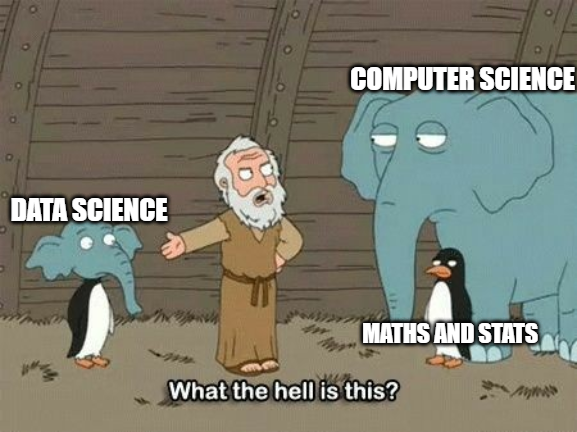 COMPUTER SCIENCE
DATA SCIENCE
MATHS AND STATS
What the hell is this?